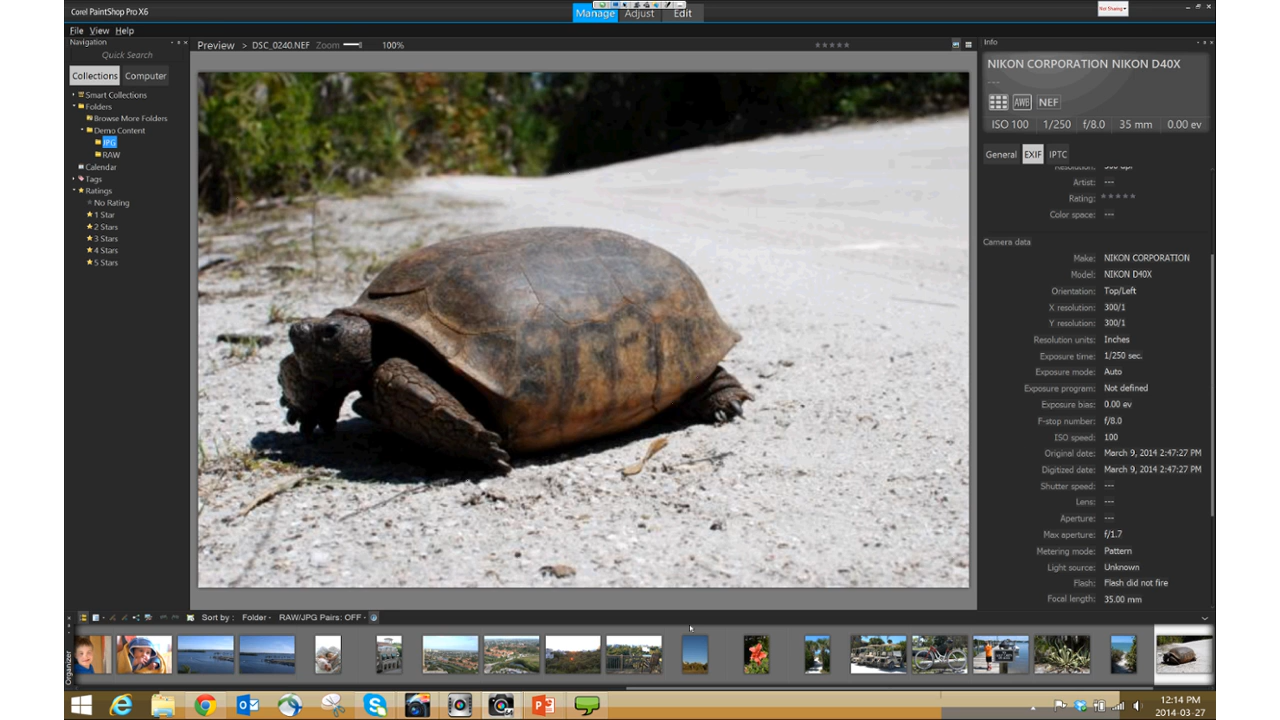 Corel PaintShop Pro X6
Manage Adjust Edit
File View Help
Navigation
Quick Search
Collections Computer
Smart Collections
Folders
Browse More Folders
Demo Content
JPG
RAW
Calendar
Tags
Ratings
No Rating
1 Star
2 Stars
3 Stars
4 Stars
5 Stars
Preview > DSC_0240.NEF Zoom 100%
Info
NIKON CORPORATION NIKON D40X
---
AWB NEF
ISO 100 1/250 f/8.0 35 mm 0.00 ev
General EXIF IPTC
Artist: ---
Rating:
Color space: ---
Camera data
Make: NIKON CORPORATION
Model: NIKON D40X
Orientation: Top/Left
X resolution: 300/1
Y resolution: 300/1
Resolution units: Inches
Exposure time: 1/250 sec.
Exposure mode: Auto
Exposure program: Not defined
Exposure bias: 0.00 ev
F-stop number: f/8.0
ISO speed: 100
Original date: March 9, 2014 2:47:27 PM
Digitized date: March 9, 2014 2:47:27 PM
Shutter speed: ---
Lens: ---
Aperture: ---
Max aperture: f/1.7
Metering mode: Pattern
Light source: Unknown
Flash: Flash did not fire
Focal length: 35.00 mm
Sort by : Folder RAW/JPG Pairs: OFF
Organizer
12:14 PM
2014-03-27